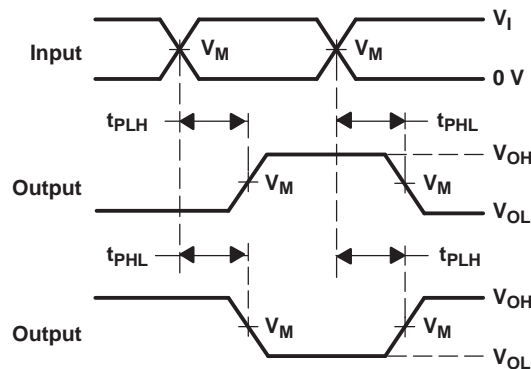 V_I
Input V_M V_M
0 V
t_PLH t_PHL
V_OH
Output V_M V_M
V_OL
t_PHL t_PLH
V_OH
Output V_M V_M
V_OL